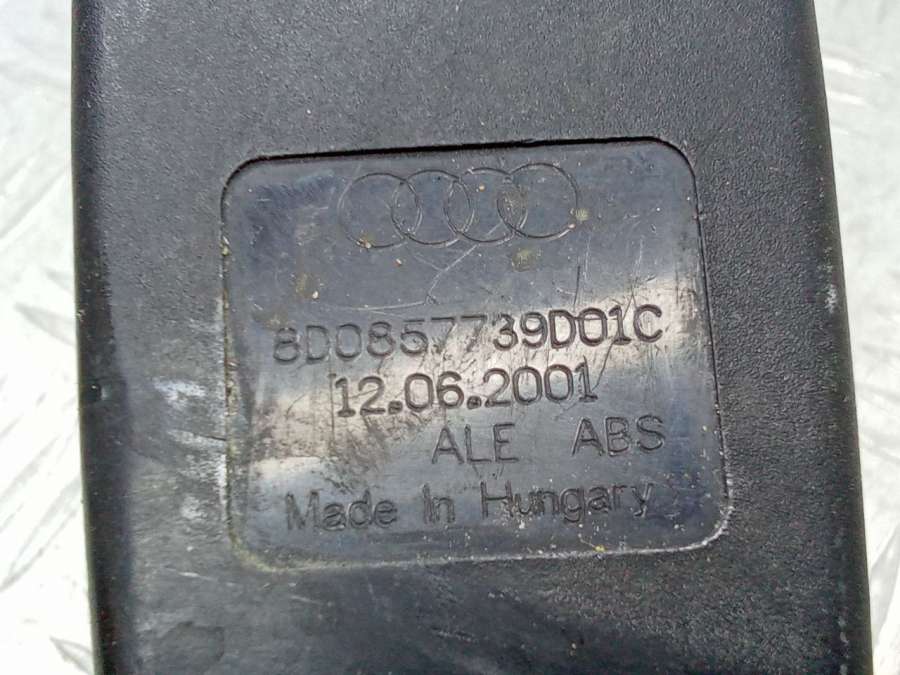 8D0857739D01C
12.06.2001
ALE ABS
Made In Hungary